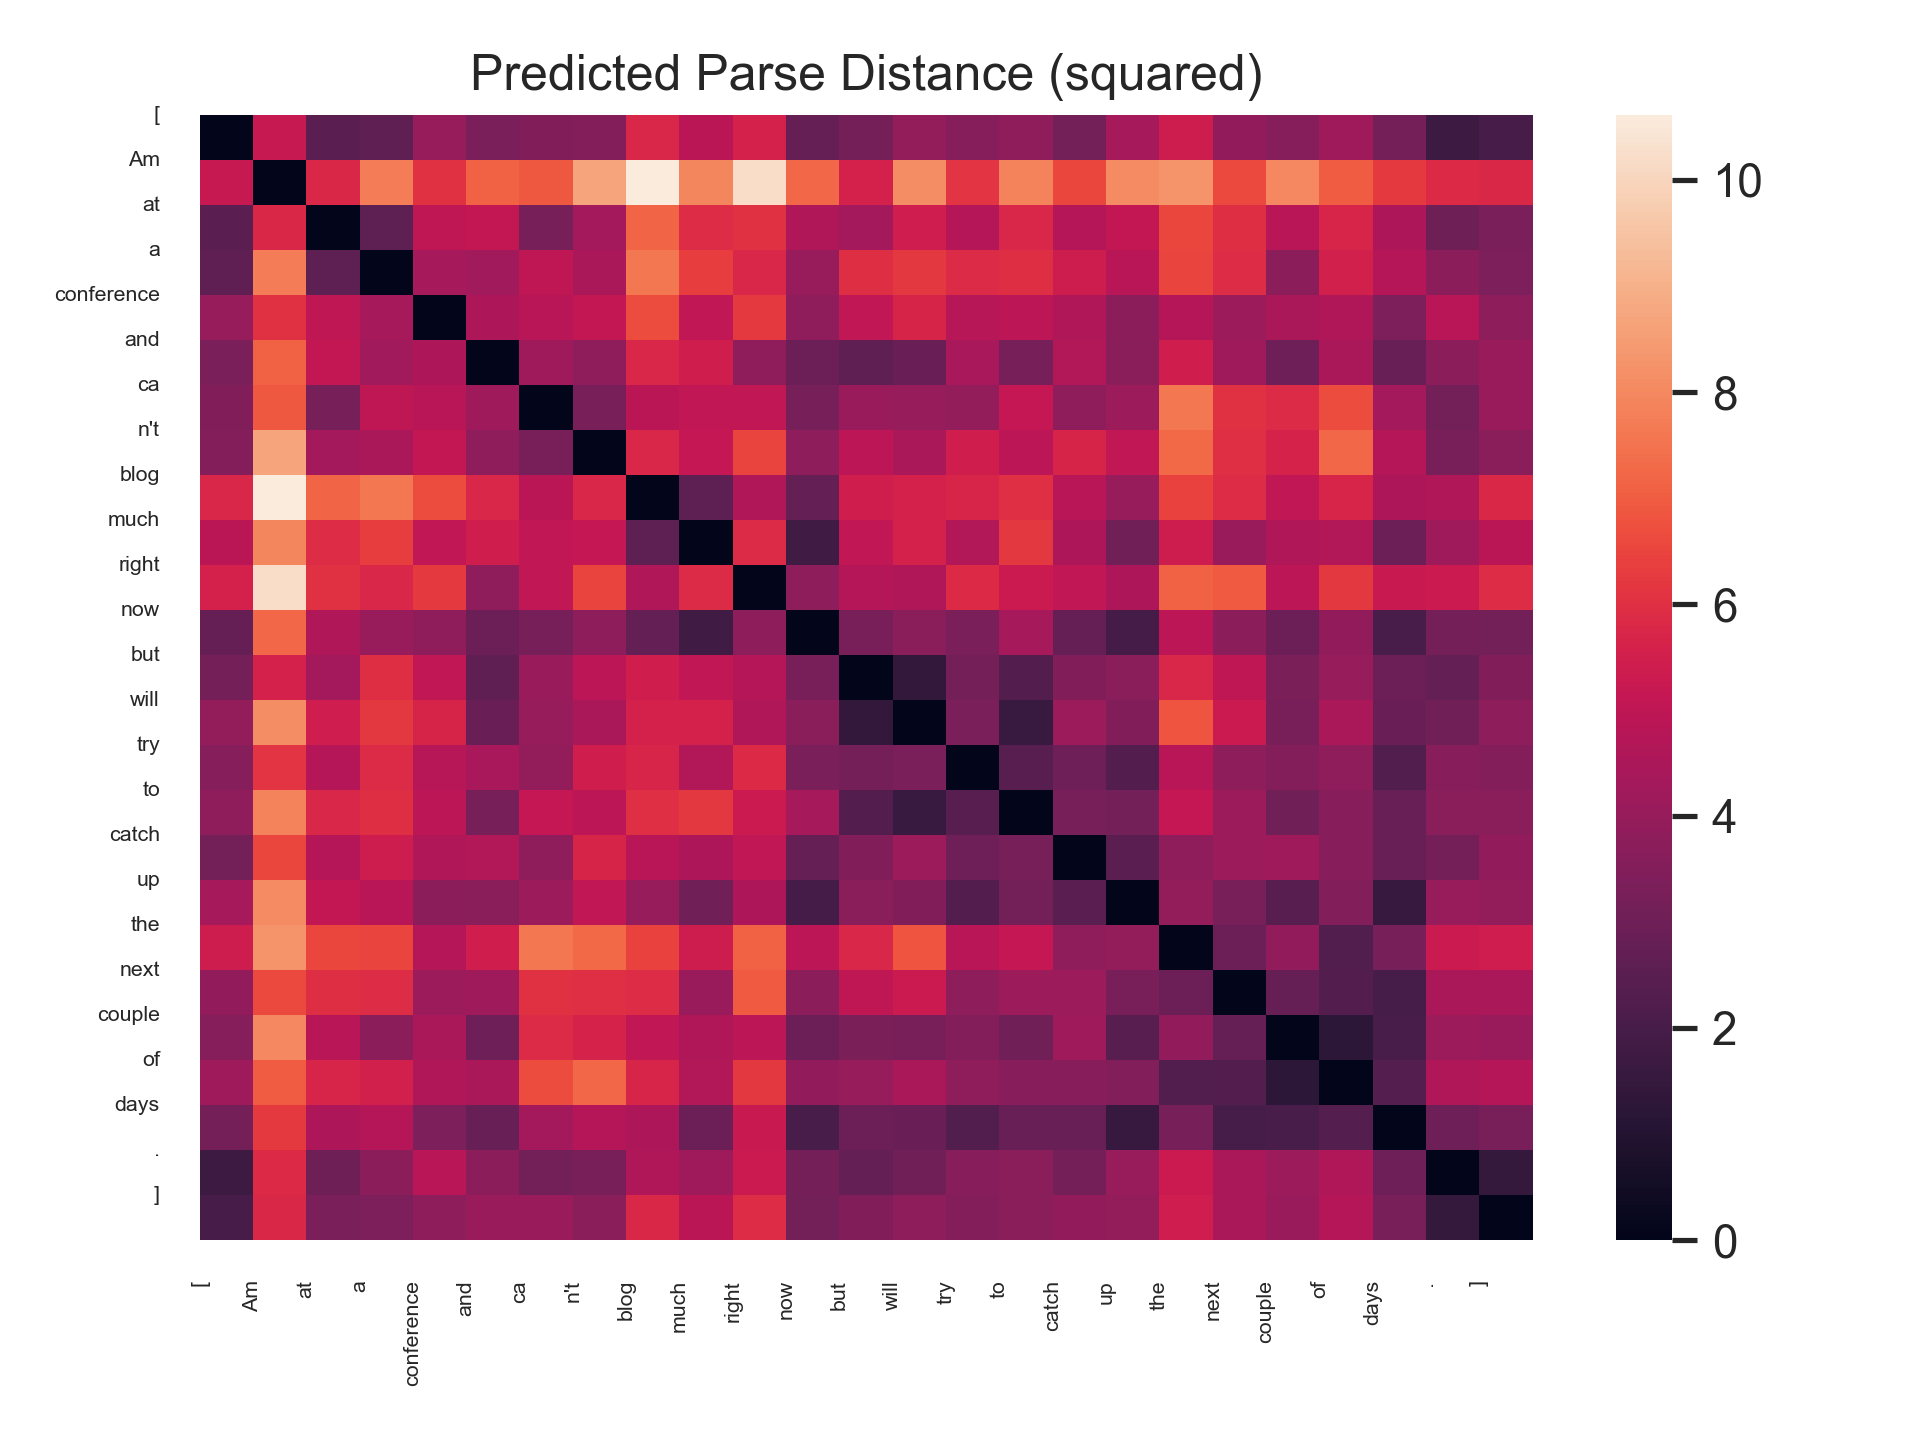 Predicted Parse Distance (squared)
[
Am
at
a
conference
and
ca
n't
blog
much
right
now
but
will
try
to
catch
up
the
next
couple
of
days
.
]
10
8
6
4
2
0
[ Am at a conference and ca n't blog much right now but will try to catch up the next couple of days . ]